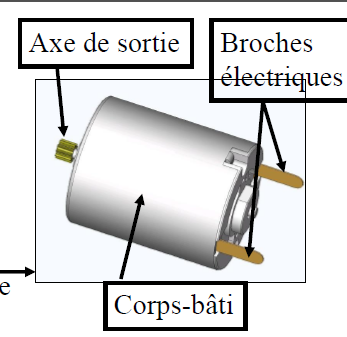 Axe de sortie
Broches
électriques
Corps-bâti
e